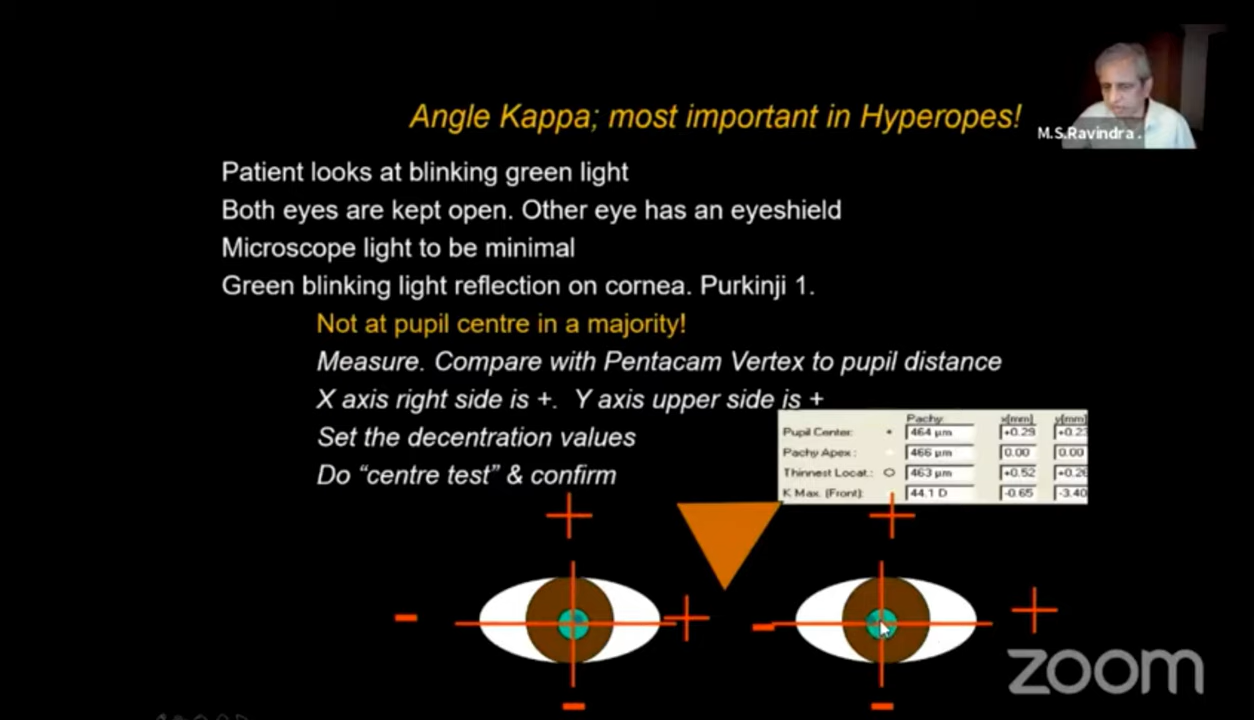 Angle Kappa; most important in Hyperopes!
M.S.Ravindra .
Patient looks at blinking green light
Both eyes are kept open. Other eye has an eyeshield
Microscope light to be minimal
Green blinking light reflection on cornea. Purkinji 1.
Not at pupil centre in a majority!
Measure. Compare with Pentacam Vertex to pupil distance
X axis right side is +. Y axis upper side is +
Set the decentration values
Do “centre test” & confirm
Pachy: x[mm] y[mm]
Pupil Center: 464 µm +0.29
Pachy Apex : 466 µm 0.00 0.00
Thinnest Locat.: 463 µm +0.52
K Max. (Front): 44.1 D -0.65 -3.40
+ +
- + - +
- -
zoom